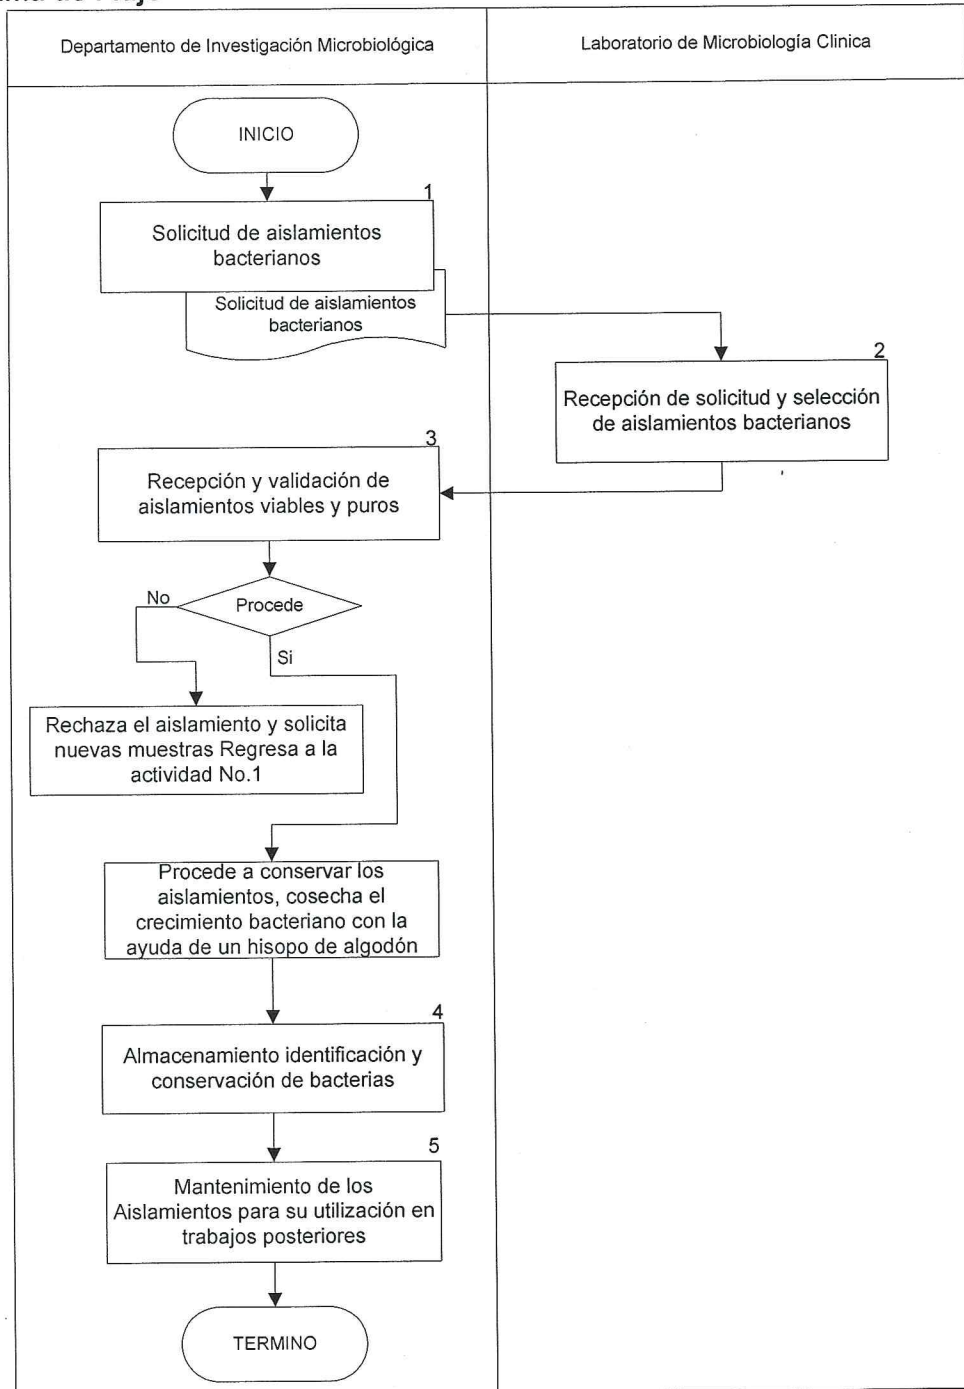 Departamento de Investigación Microbiológica
Laboratorio de Microbiología Clinica
INICIO
1
Solicitud de aislamientos
bacterianos
Solicitud de aislamientos
bacterianos
2
Recepción de solicitud y selección
de aislamientos bacterianos
3
Recepción y validación de
aislamientos viables y puros
Procede
No
Si
Rechaza el aislamiento y solicita
nuevas muestras Regresa a la
actividad No.1
Procede a conservar los
aislamientos, cosecha el
crecimiento bacteriano con la
ayuda de un hisopo de algodón
4
Almacenamiento identificación y
conservación de bacterias
5
Mantenimiento de los
Aislamientos para su utilización en
trabajos posteriores
TERMINO